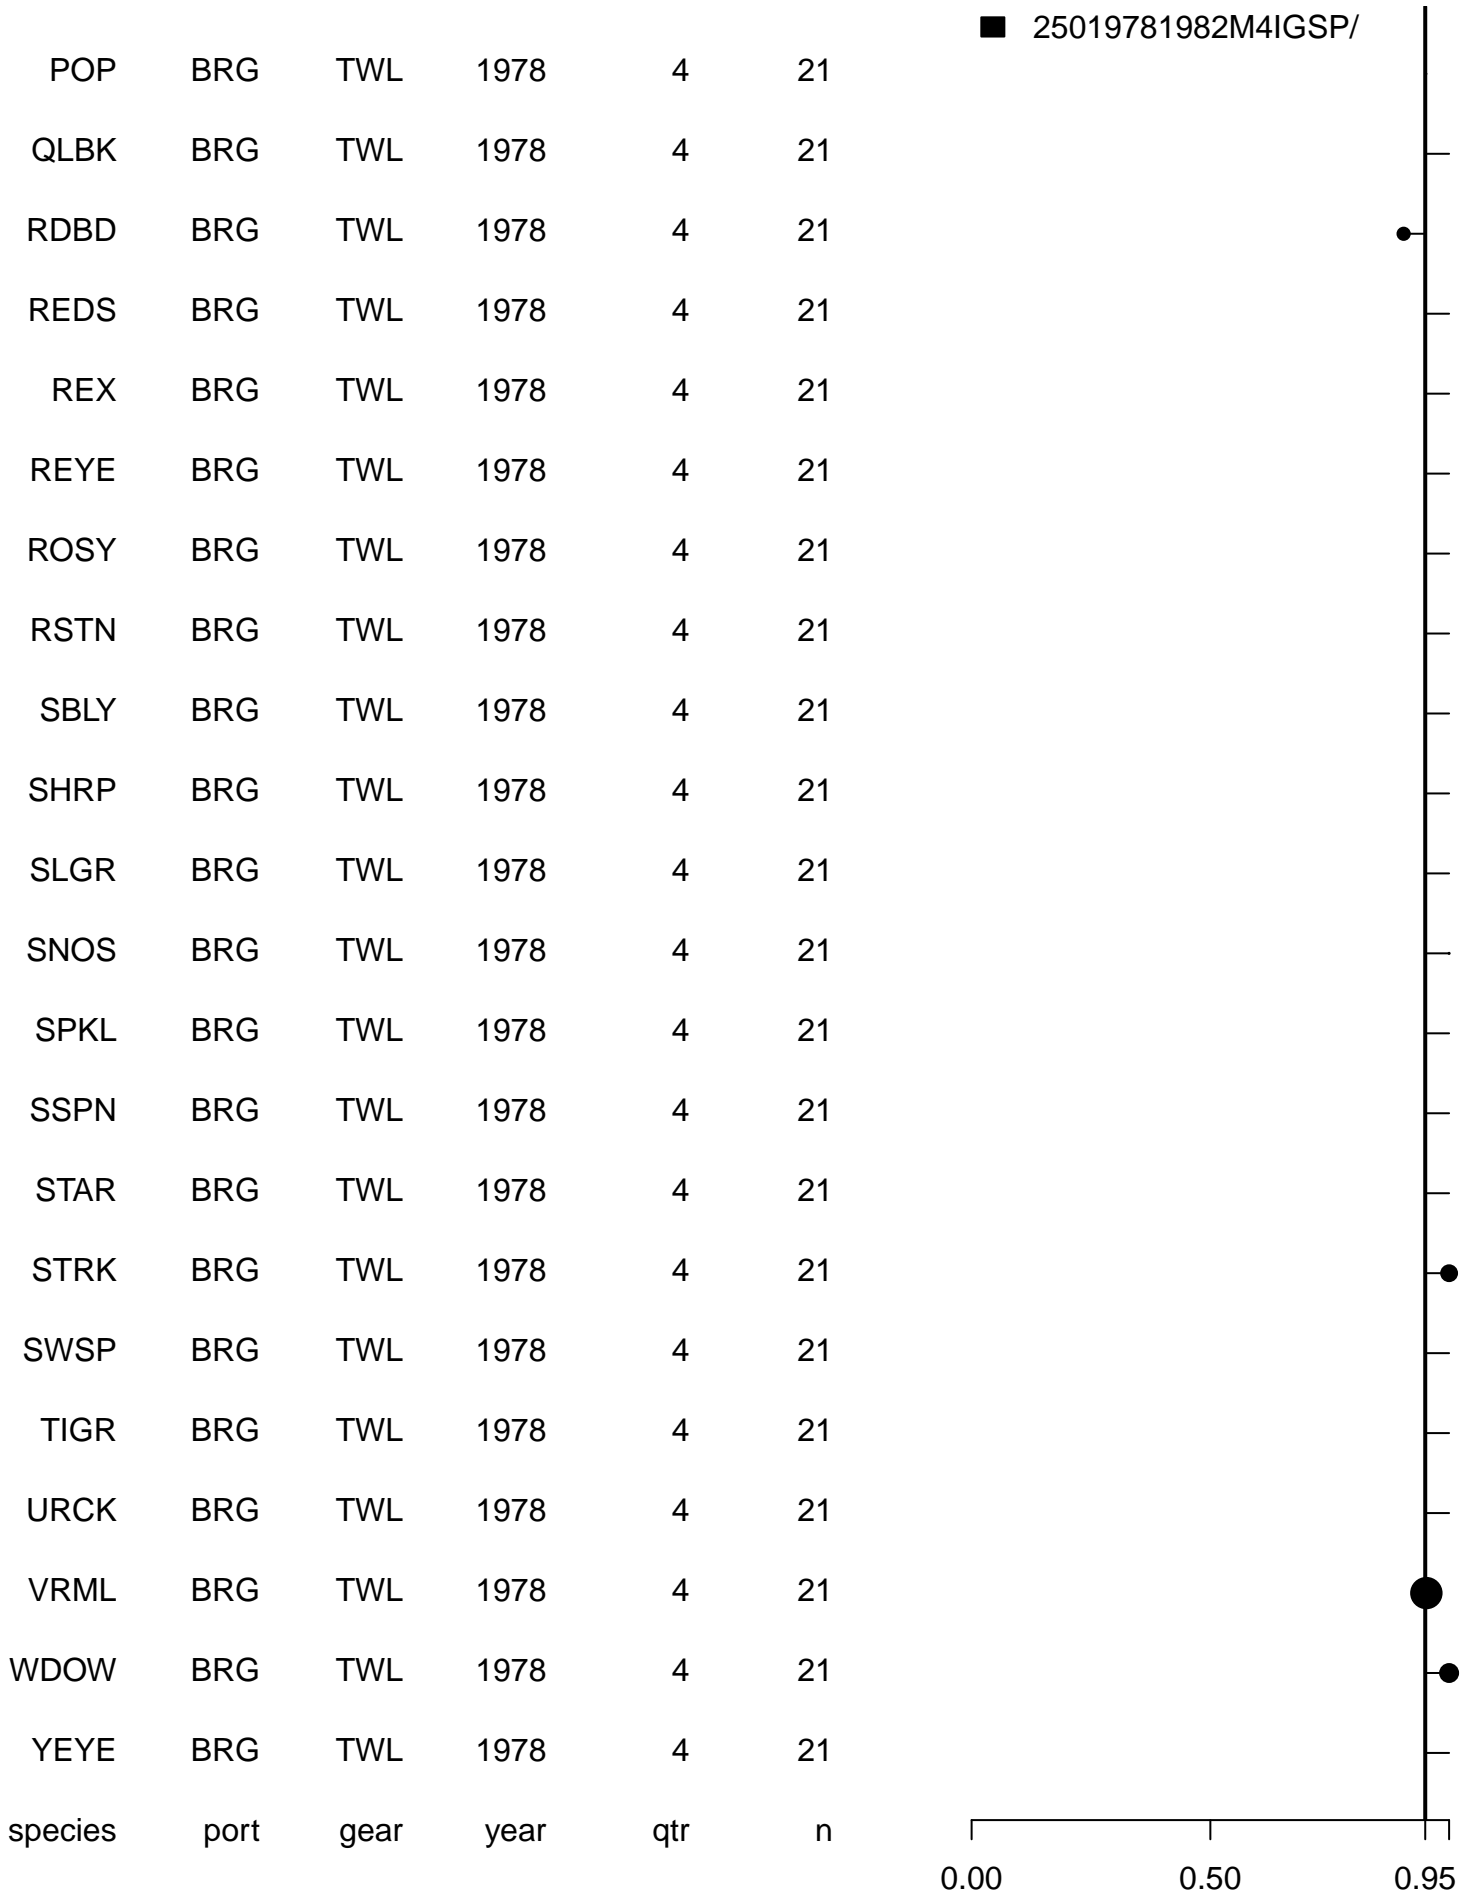 25019781982M4IGSP/
POP BRG TWL 1978 4 21
QLBK BRG TWL 1978 4 21
RDBD BRG TWL 1978 4 21
REDS BRG TWL 1978 4 21
REX BRG TWL 1978 4 21
REYE BRG TWL 1978 4 21
ROSY BRG TWL 1978 4 21
RSTN BRG TWL 1978 4 21
SBLY BRG TWL 1978 4 21
SHRP BRG TWL 1978 4 21
SLGR BRG TWL 1978 4 21
SNOS BRG TWL 1978 4 21
SPKL BRG TWL 1978 4 21
SSPN BRG TWL 1978 4 21
STAR BRG TWL 1978 4 21
STRK BRG TWL 1978 4 21
SWSP BRG TWL 1978 4 21
TIGR BRG TWL 1978 4 21
URCK BRG TWL 1978 4 21
VRML BRG TWL 1978 4 21
WDOW BRG TWL 1978 4 21
YEYE BRG TWL 1978 4 21
species port gear year qtr n
0.00 0.50 0.95